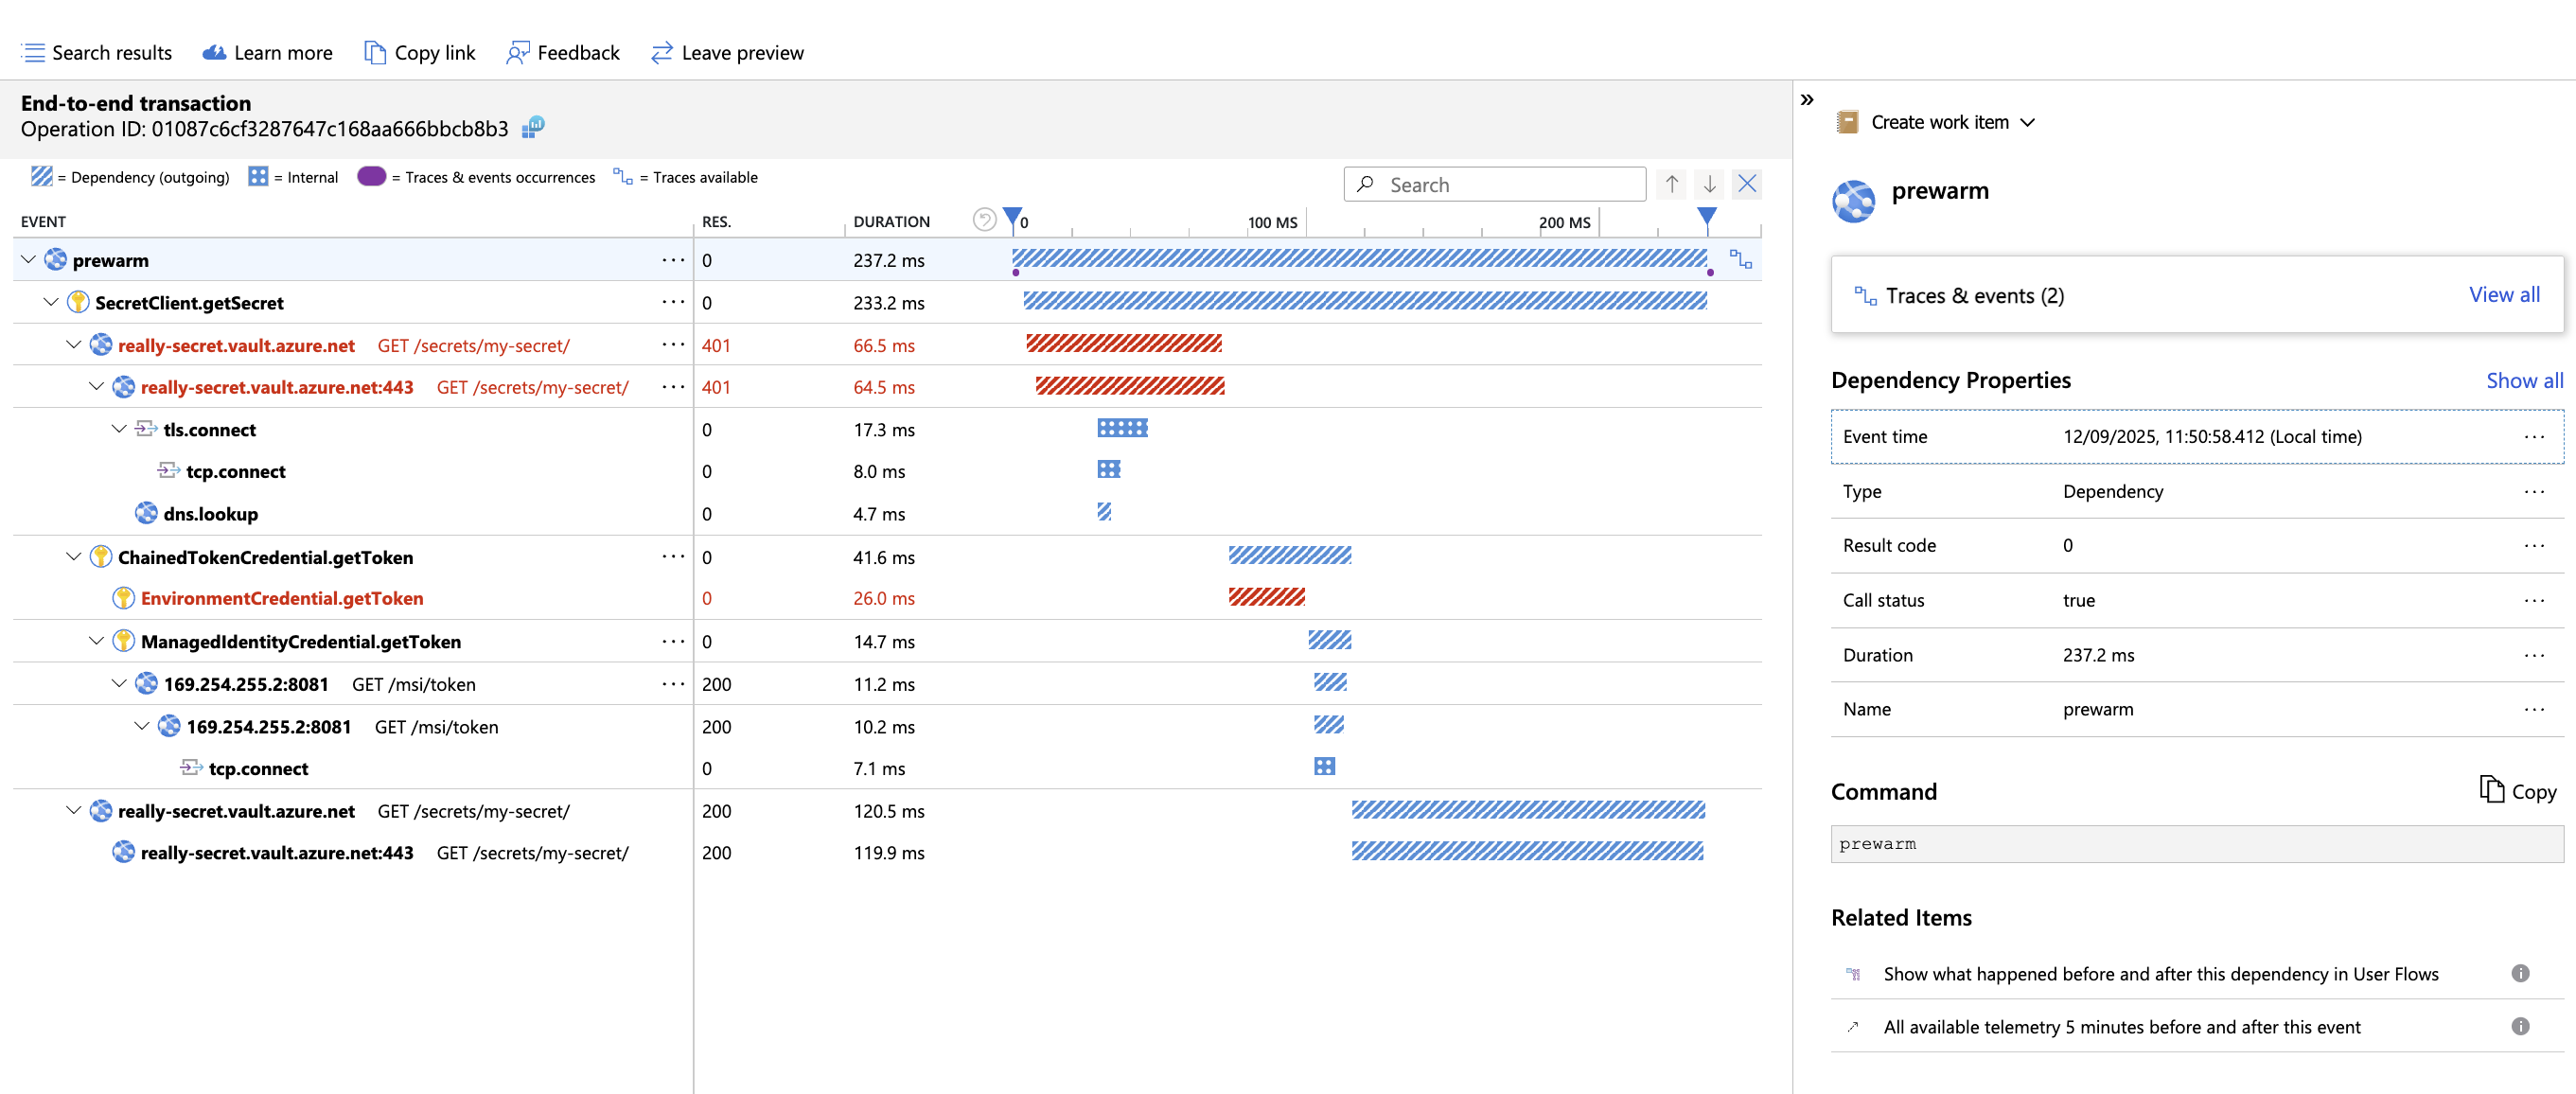 Search results Learn more Copy link Feedback Leave preview
End-to-end transaction
Operation ID: 01087c6cf3287647c168aa666bbcb8b3
= Dependency (outgoing) = Internal = Traces & events occurrences = Traces available
Search
EVENT RES. DURATION 0 100 MS 200 MS
prewarm ... 0 237.2 ms
SecretClient.getSecret ... 0 233.2 ms
really-secret.vault.azure.net GET /secrets/my-secret/ ... 401 66.5 ms
really-secret.vault.azure.net:443 GET /secrets/my-secret/ ... 401 64.5 ms
tls.connect 0 17.3 ms
tcp.connect 0 8.0 ms
dns.lookup 0 4.7 ms
ChainedTokenCredential.getToken ... 0 41.6 ms
EnvironmentCredential.getToken 0 26.0 ms
ManagedIdentityCredential.getToken ... 0 14.7 ms
169.254.255.2:8081 GET /msi/token ... 200 11.2 ms
169.254.255.2:8081 GET /msi/token 200 10.2 ms
tcp.connect 0 7.1 ms
really-secret.vault.azure.net GET /secrets/my-secret/ 200 120.5 ms
really-secret.vault.azure.net:443 GET /secrets/my-secret/ 200 119.9 ms
Create work item
prewarm
Traces & events (2) View all
Dependency Properties Show all
Event time 12/09/2025, 11:50:58.412 (Local time) ...
Type Dependency ...
Result code 0 ...
Call status true ...
Duration 237.2 ms ...
Name prewarm ...
Command Copy
prewarm
Related Items
Show what happened before and after this dependency in User Flows
All available telemetry 5 minutes before and after this event